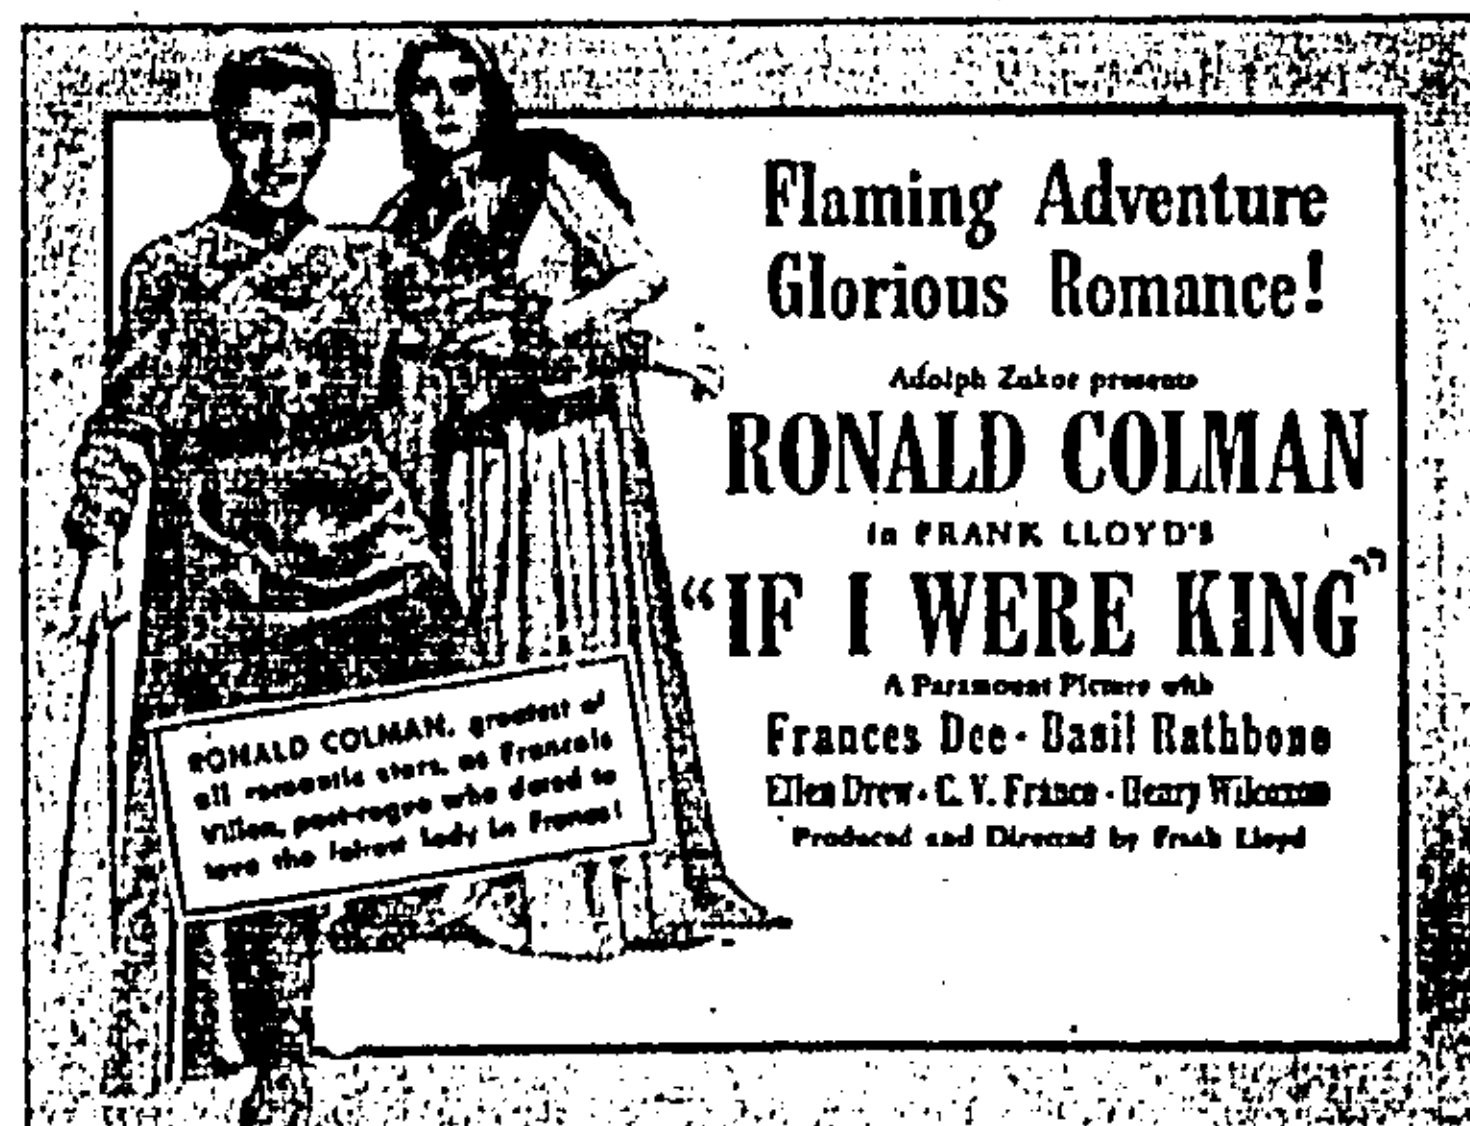 Flaming Adventure
Glorious Romance!
Adolph Zukor presents
RONALD COLMAN
in FRANK LLOYD'S
"IF I WERE KING"
A Paramount Picture with
Frances Dee - Basil Rathbone
Ellen Drew - C. V. France - Henry Wilcoxon
Produced and Directed by Frank Lloyd
RONALD COLMAN, greatest of
all romantic stars, as Francois
Villon, poet-rogue who dared to
love the fairest lady in France!